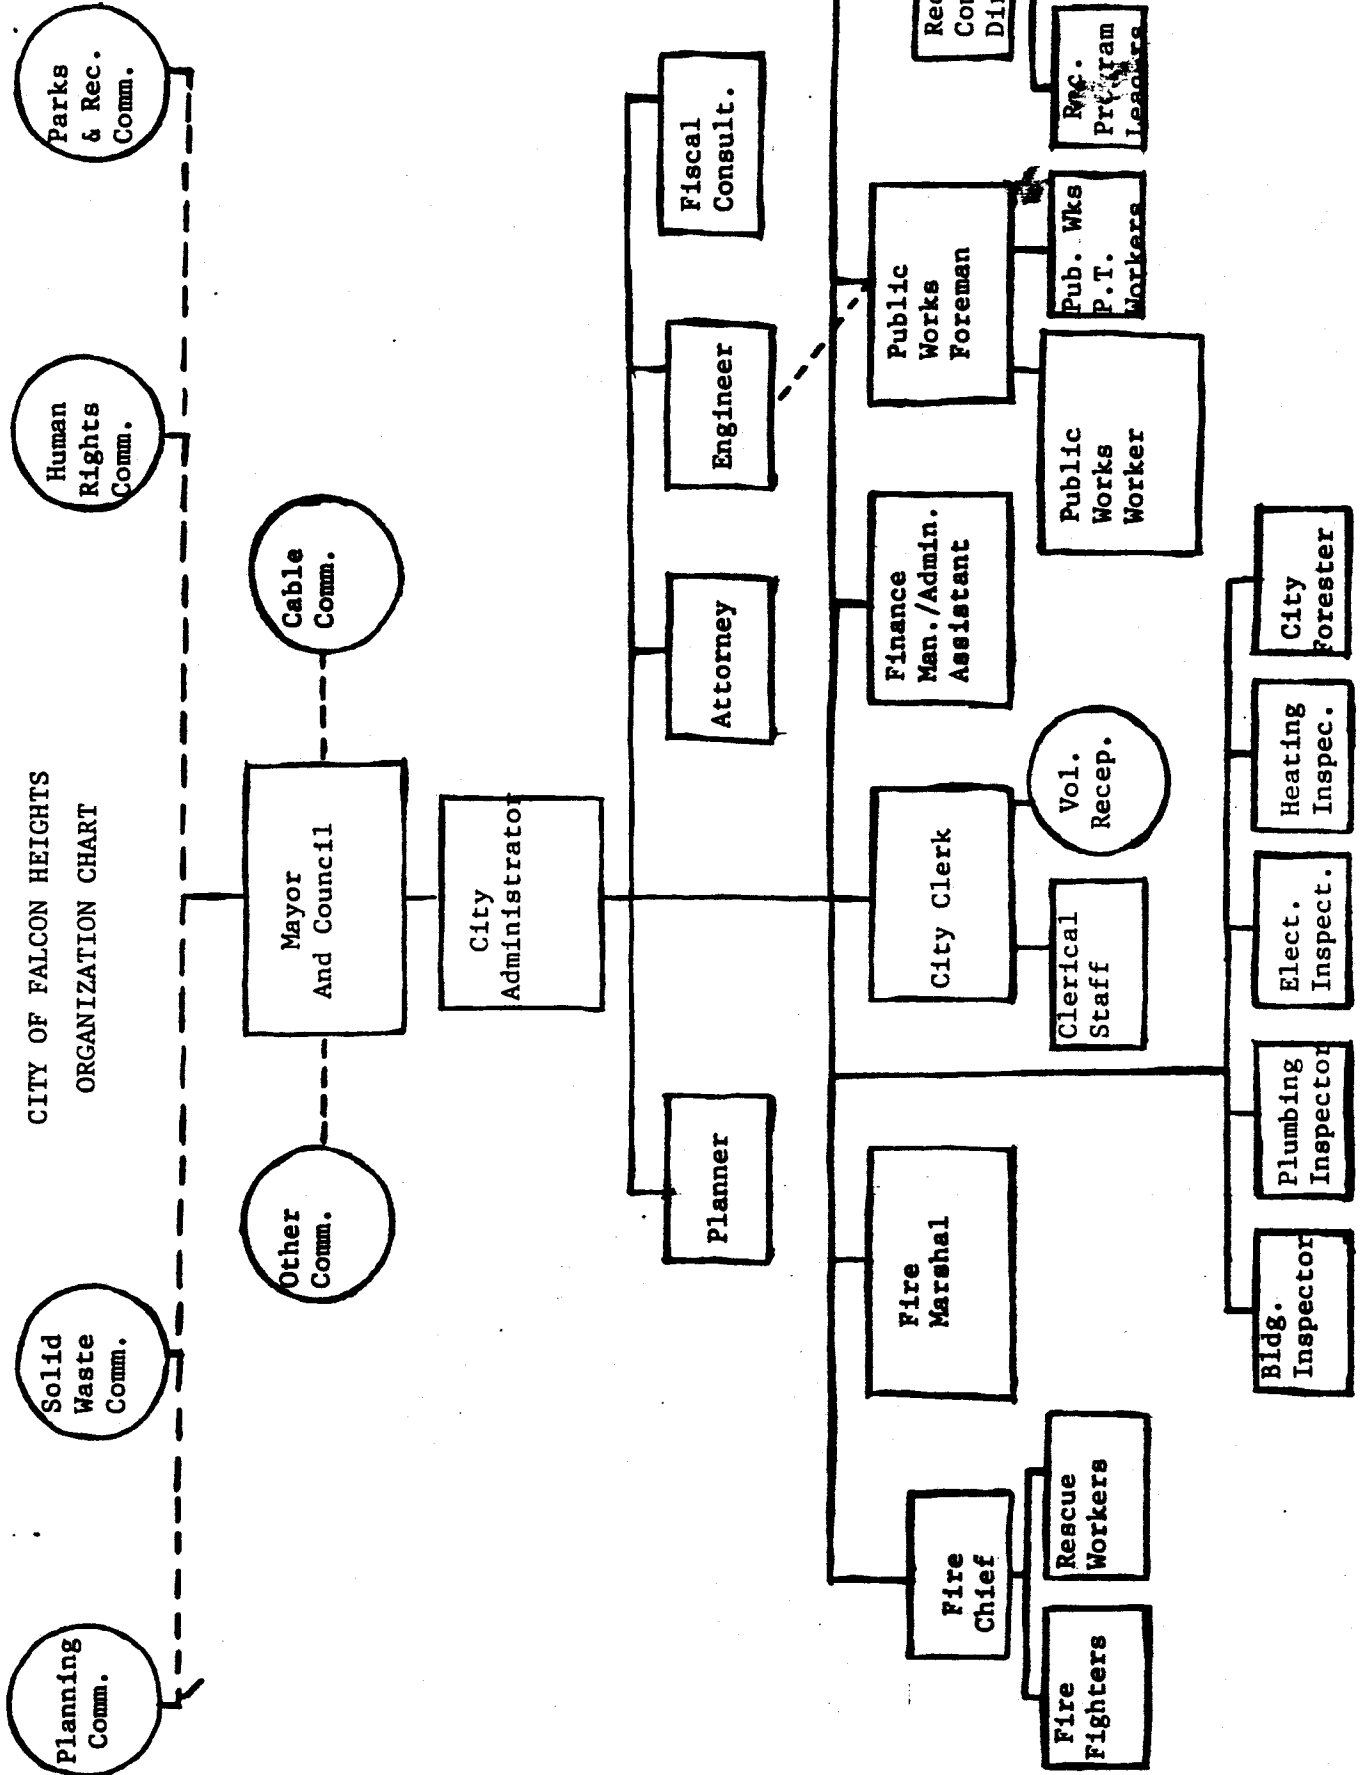 CITY OF FALCON HEIGHTS
ORGANIZATION CHART
Planning
Comm.
Solid
Waste
Comm.
Human
Rights
Comm.
Parks
& Rec.
Comm.
Other
Comm.
Mayor
And Council
Cable
Comm.
City
Administrator
Planner
Attorney
Engineer
Fiscal
Consult.
Fire
Chief
Fire
Marshal
City Clerk
Finance
Man./Admin.
Assistant
Public
Works
Foreman
Fire
Fighters
Rescue
Workers
Clerical
Staff
Vol.
Recep.
Public
Works
Worker
Pub. Wks
P.T.
Workers
Program
Leaders
Bldg.
Inspector
Plumbing
Inspector
Elect.
Inspect.
Heating
Inspec.
City
Forester